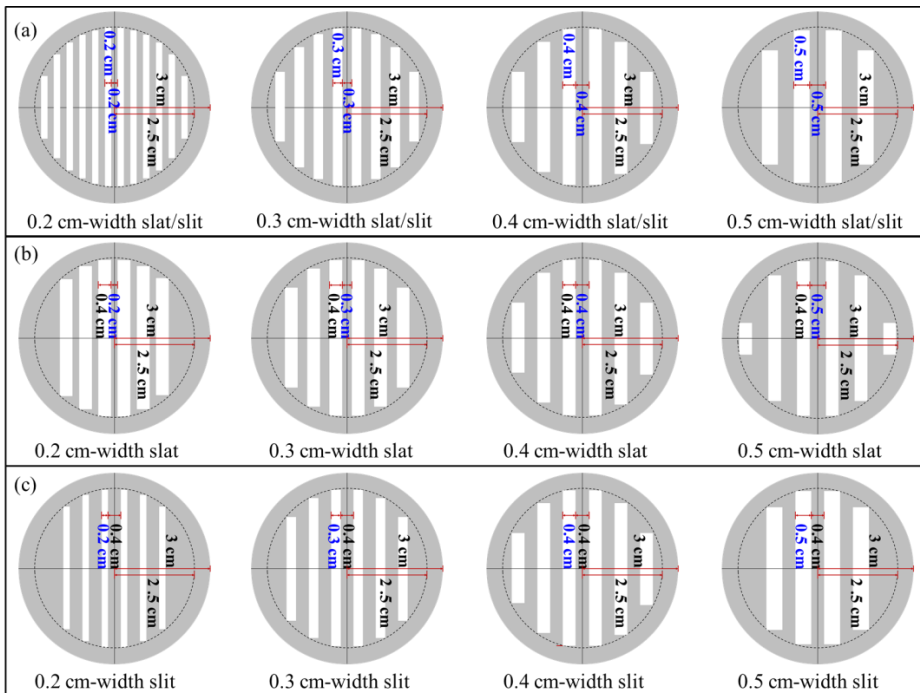 (a)
0.2 cm
0.2 cm
3 cm
2 .5 cm
0.3 cm
0.3 cm
3 cm
2 .5 cm
0.4 cm
0.4 cm
3 cm
2 .5 cm
0.5 cm
0.5 cm
3 cm
2 .5 cm
0.2 cm-width slat/slit
0.3 cm-width slat/slit
0.4 cm-width slat/slit
0.5 cm-width slat/slit
(b)
0.4 cm
0.2 cm
3 cm
2 .5 cm
0.4 cm
0.3 cm
3 cm
2 .5 cm
0.4 cm
0.4 cm
3 cm
2 .5 cm
0.4 cm
0.5 cm
3 cm
2 .5 cm
0.2 cm-width slat
0.3 cm-width slat
0.4 cm-width slat
0.5 cm-width slat
(c)
0.2 cm
0.4 cm
3 cm
2 .5 cm
0.3 cm
0.4 cm
3 cm
2 .5 cm
0.4 cm
0.4 cm
3 cm
2 .5 cm
0.5 cm
0.4 cm
3 cm
2 .5 cm
0.2 cm-width slit
0.3 cm-width slit
0.4 cm-width slit
0.5 cm-width slit